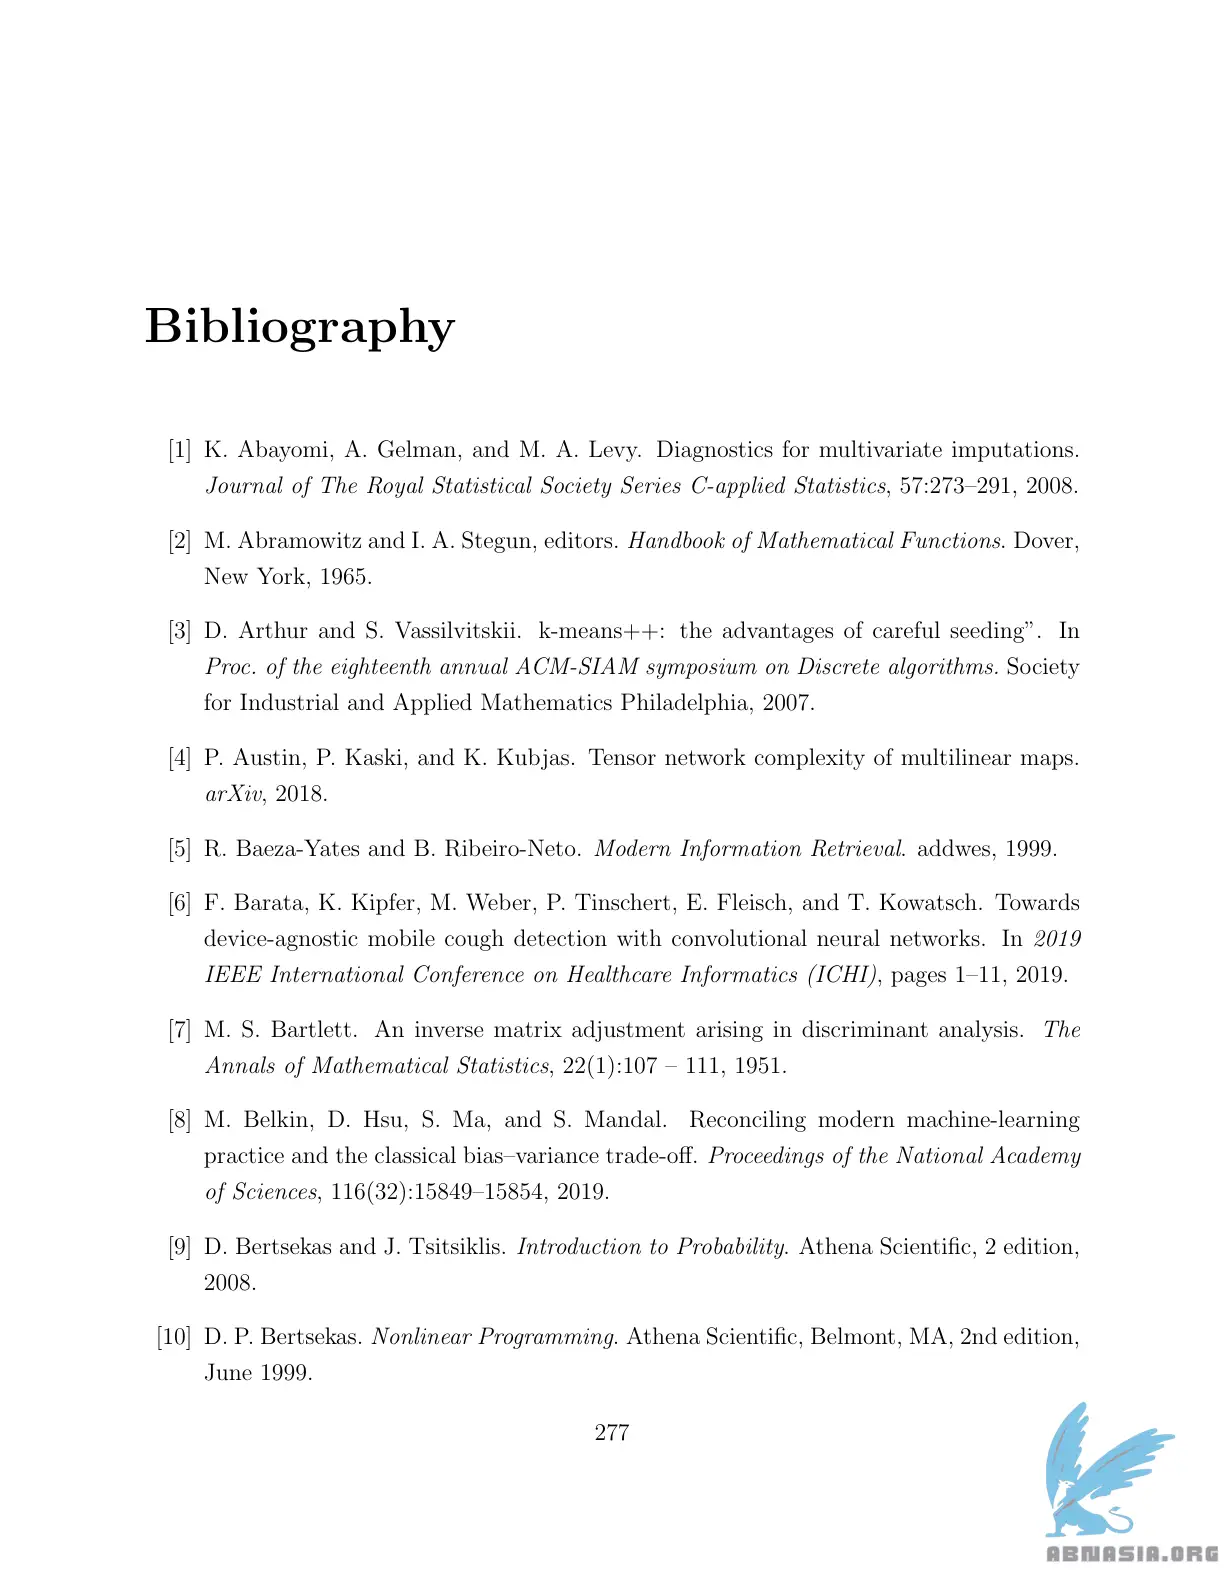 Bibliography
[1] K. Abayomi, A. Gelman, and M. A. Levy. Diagnostics for multivariate imputations.
Journal of The Royal Statistical Society Series C-applied Statistics, 57:273–291, 2008.
[2] M. Abramowitz and I. A. Stegun, editors. Handbook of Mathematical Functions. Dover,
New York, 1965.
[3] D. Arthur and S. Vassilvitskii. k-means++: the advantages of careful seeding”. In
Proc. of the eighteenth annual ACM-SIAM symposium on Discrete algorithms. Society
for Industrial and Applied Mathematics Philadelphia, 2007.
[4] P. Austin, P. Kaski, and K. Kubjas. Tensor network complexity of multilinear maps.
arXiv, 2018.
[5] R. Baeza-Yates and B. Ribeiro-Neto. Modern Information Retrieval. addwes, 1999.
[6] F. Barata, K. Kipfer, M. Weber, P. Tinschert, E. Fleisch, and T. Kowatsch. Towards
device-agnostic mobile cough detection with convolutional neural networks. In 2019
IEEE International Conference on Healthcare Informatics (ICHI), pages 1–11, 2019.
[7] M. S. Bartlett. An inverse matrix adjustment arising in discriminant analysis. The
Annals of Mathematical Statistics, 22(1):107 – 111, 1951.
[8] M. Belkin, D. Hsu, S. Ma, and S. Mandal. Reconciling modern machine-learning
practice and the classical bias–variance trade-off. Proceedings of the National Academy
of Sciences, 116(32):15849–15854, 2019.
[9] D. Bertsekas and J. Tsitsiklis. Introduction to Probability. Athena Scientific, 2 edition,
2008.
[10] D. P. Bertsekas. Nonlinear Programming. Athena Scientific, Belmont, MA, 2nd edition,
June 1999.
277
ABNASIA.ORG